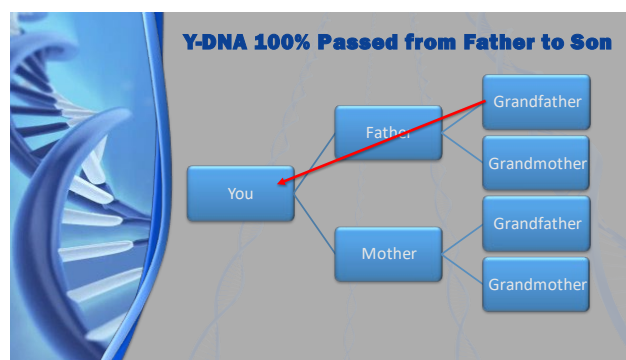 Y-DNA 100% Passed from Father to Son
Grandfather
Father
Grandmother
You
Grandfather
Mother
Grandmother